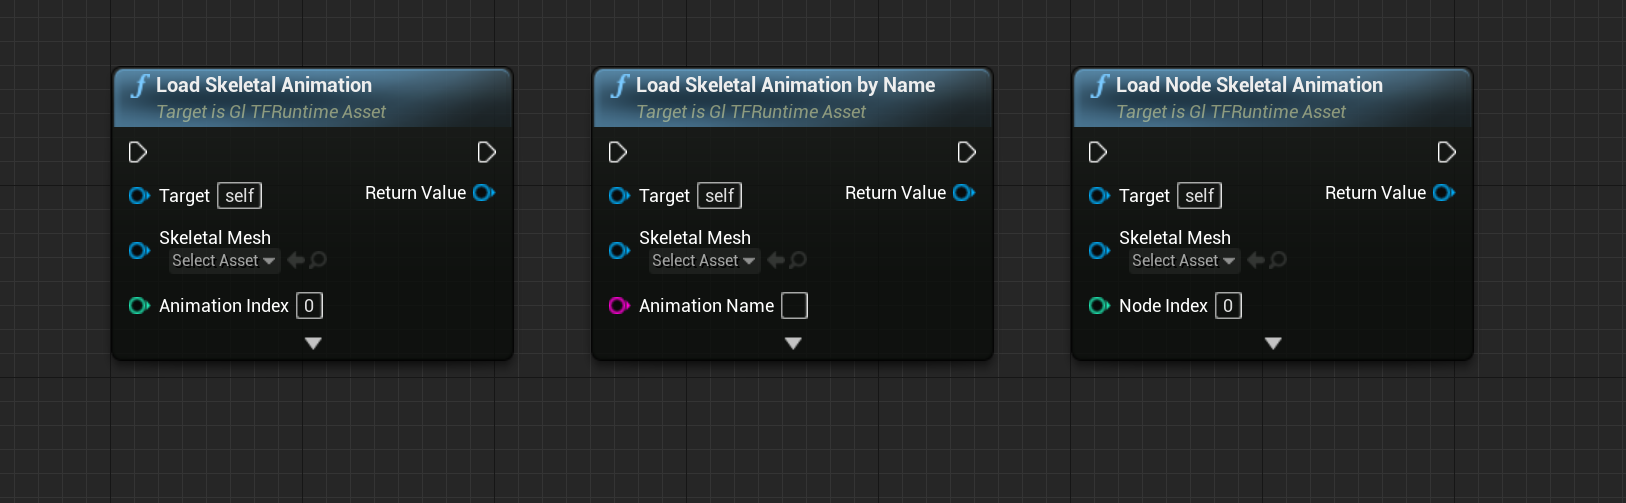 Load Skeletal Animation
Target is Gl TFRuntime Asset
Target self
Return Value
Skeletal Mesh
Select Asset
Animation Index 0
Load Skeletal Animation by Name
Target is Gl TFRuntime Asset
Target self
Return Value
Skeletal Mesh
Select Asset
Animation Name
Load Node Skeletal Animation
Target is Gl TFRuntime Asset
Target self
Return Value
Skeletal Mesh
Select Asset
Node Index 0